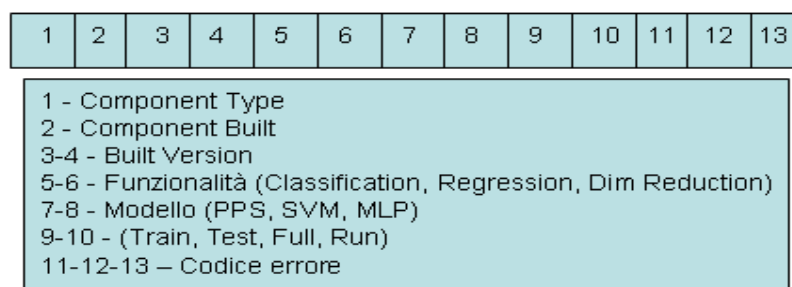 1 2 3 4 5 6 7 8 9 10 11 12 13
1 - Component Type
2 - Component Built
3-4 - Built Version
5-6 - Funzionalità (Classification, Regression, Dim Reduction)
7-8 - Modello (PPS, SVM, MLP)
9-10 - (Train, Test, Full, Run)
11-12-13 – Codice errore